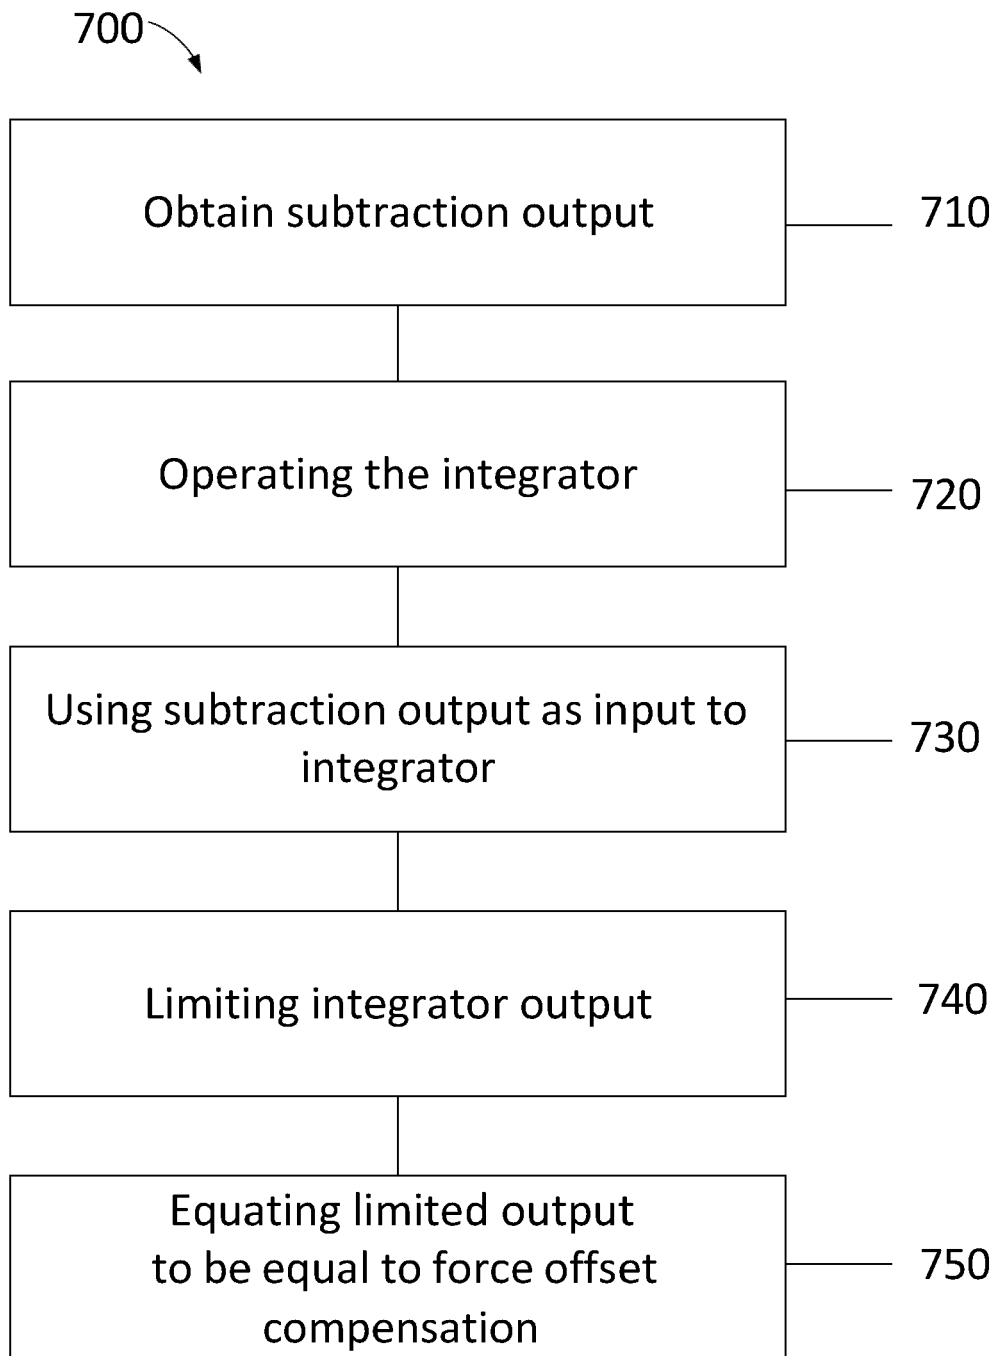 700
Obtain subtraction output
710
Operating the integrator
720
Using subtraction output as input to
integrator
730
Limiting integrator output
740
Equating limited output
to be equal to force offset
compensation
750